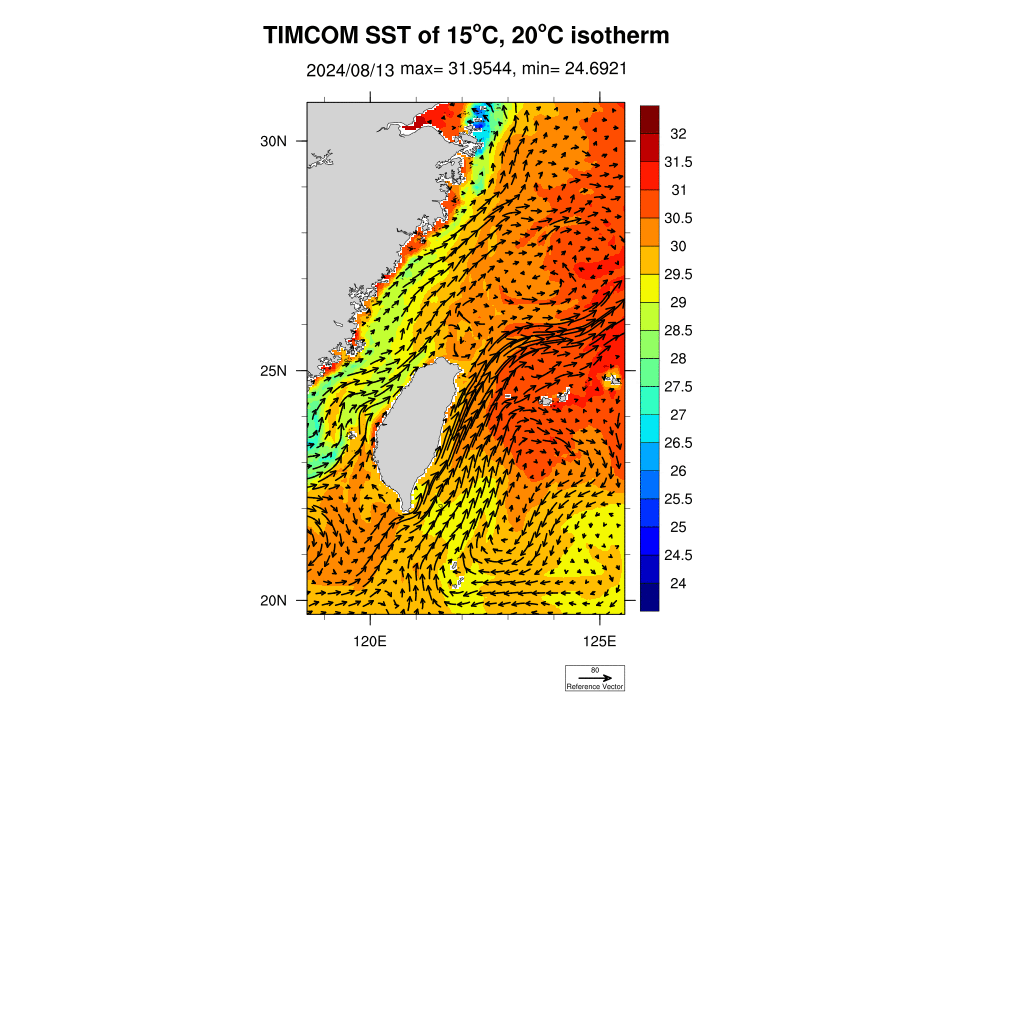 TIMCOM SST of 15°C, 20°C isotherm
2024/08/13 max= 31.9544, min= 24.6921
30N
25N
20N
120E
125E
32
31.5
31
30.5
30
29.5
29
28.5
28
27.5
27
26.5
26
25.5
25
24.5
24
80
Reference Vector